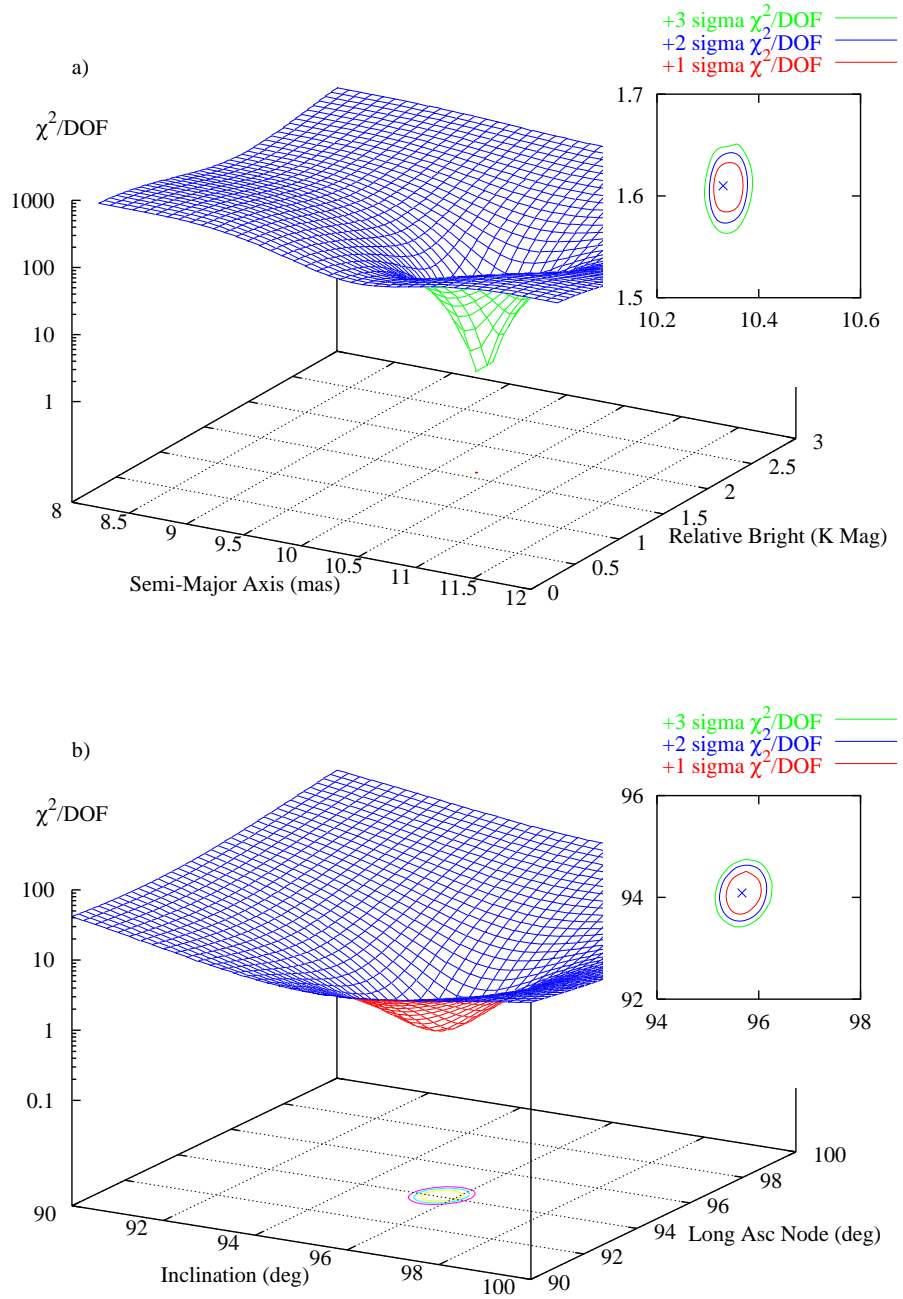 +3 sigma χ²/DOF
+2 sigma χ²/DOF
+1 sigma χ²/DOF
a)
χ²/DOF
1000
100
10
1
1.7
1.6
1.5
10.2 10.4 10.6
8 8.5 9 9.5 10 10.5 11 11.5 12
Semi-Major Axis (mas)
0 0.5 1 1.5 2 2.5 3
Relative Bright (K Mag)
+3 sigma χ²/DOF
+2 sigma χ²/DOF
+1 sigma χ²/DOF
b)
χ²/DOF
100
10
1
0.1
96
94
92
94 96 98
90 92 94 96 98 100
Inclination (deg)
90 92 94 96 98 100
Long Asc Node (deg)